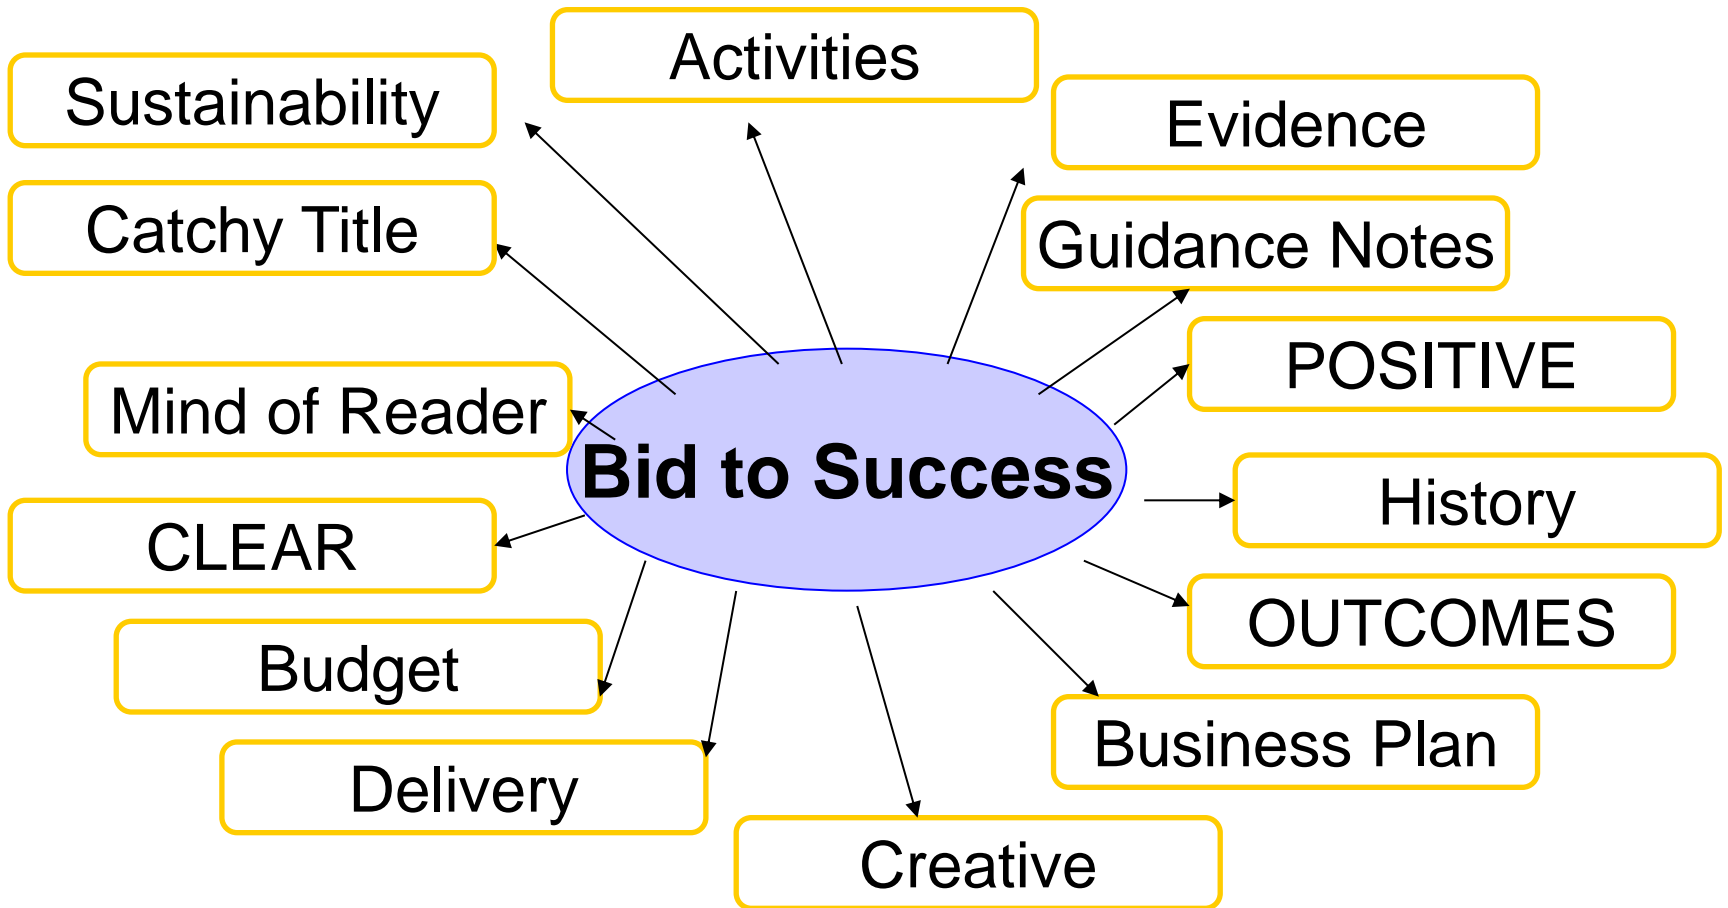 Activities
Sustainability
Evidence
Catchy Title
Guidance Notes
POSITIVE
Mind of Reader
Bid to Success
History
CLEAR
OUTCOMES
Budget
Business Plan
Delivery
Creative